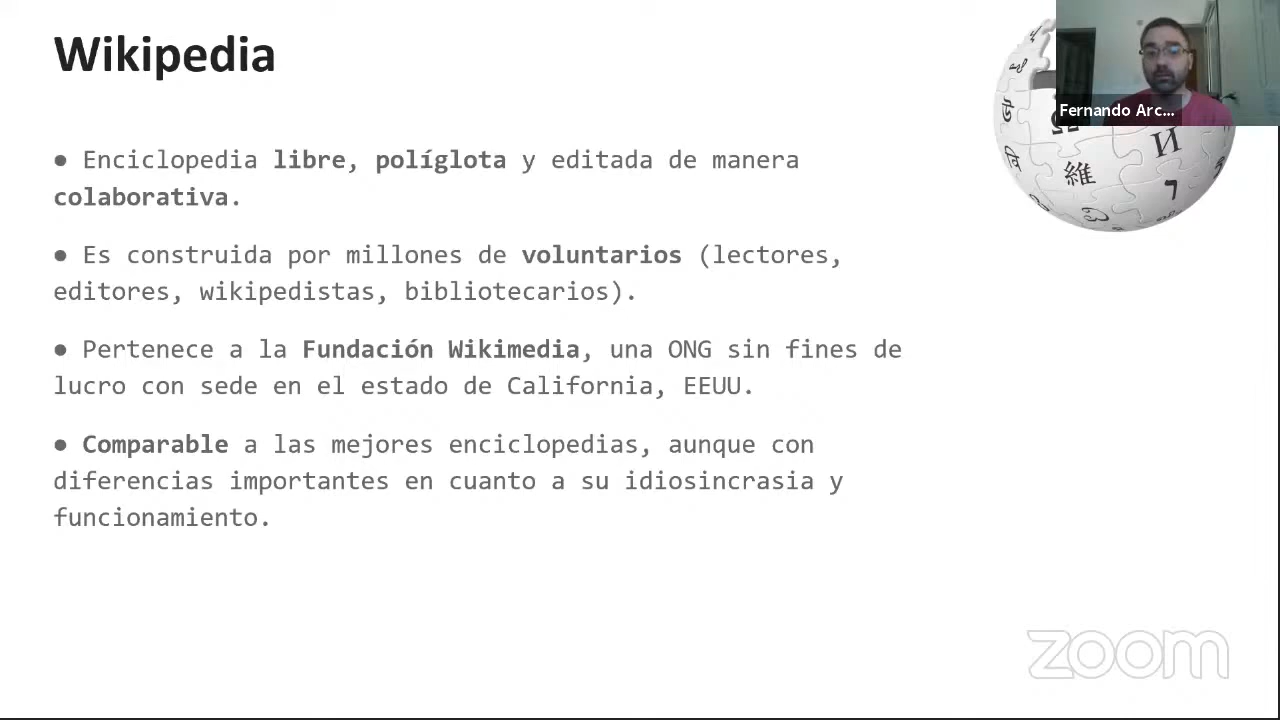 Wikipedia
Fernando Arc...
И
維
● Enciclopedia libre, políglota y editada de manera
colaborativa.
● Es construida por millones de voluntarios (lectores,
editores, wikipedistas, bibliotecarios).
● Pertenece a la Fundación Wikimedia, una ONG sin fines de
lucro con sede en el estado de California, EEUU.
● Comparable a las mejores enciclopedias, aunque con
diferencias importantes en cuanto a su idiosincrasia y
funcionamiento.
zoom